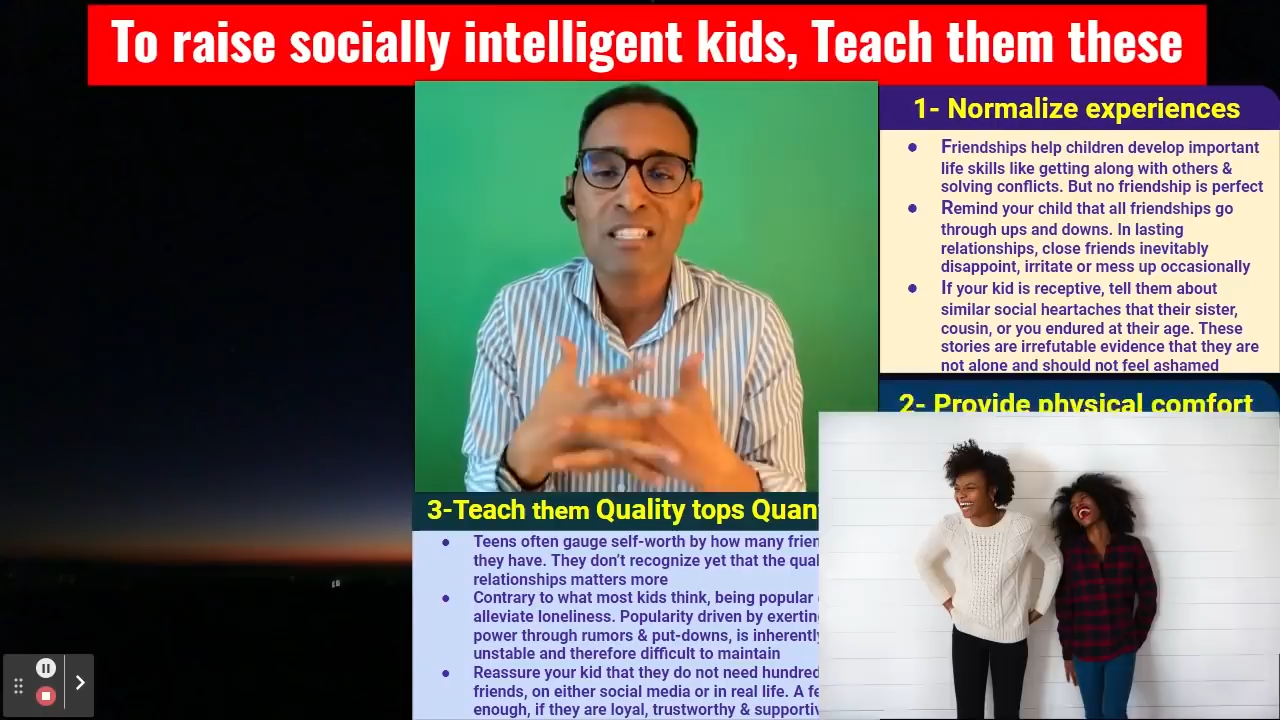 To raise socially intelligent kids, Teach them these
1- Normalize experiences
Friendships help children develop important
life skills like getting along with others &
solving conflicts. But no friendship is perfect
Remind your child that all friendships go
through ups and downs. In lasting
relationships, close friends inevitably
disappoint, irritate or mess up occasionally
If your kid is receptive, tell them about
similar social heartaches that their sister,
cousin, or you endured at their age. These
stories are irrefutable evidence that they are
not alone and should not feel ashamed
2- Provide physical comfort
3-Teach them Quality tops
Teens often gauge self-worth by how many
they have. They don't recognize yet that the
relationships matters more
Contrary to what most kids think, being popular
alleviate loneliness. Popularity driven by
power through rumors & put-downs, is
unstable and therefore difficult to maintain
Reassure your kid that they do not need
friends, on either social media or in real life. A
enough, if they are loyal, trustworthy &